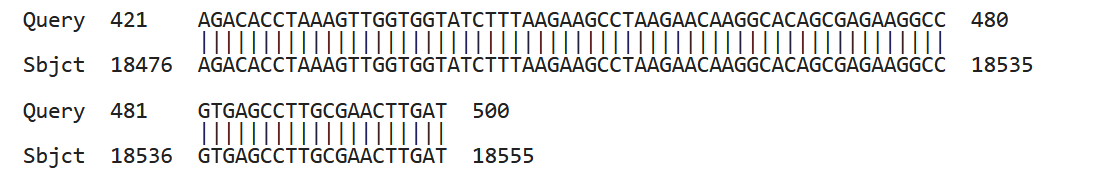 Query 421 AGACACCTAAAGTTGGTGGTATCTTTAAGAAGCCTAAGAACAAGGCACAGCGAGAAGGCC 480
||||||||||||||||||||||||||||||||||||||||||||||||||||||||||||
Sbjct 18476 AGACACCTAAAGTTGGTGGTATCTTTAAGAAGCCTAAGAACAAGGCACAGCGAGAAGGCC 18535
Query 481 GTGAGCCTTGCGAACTTGAT 500
||||||||||||||||||||
Sbjct 18536 GTGAGCCTTGCGAACTTGAT 18555